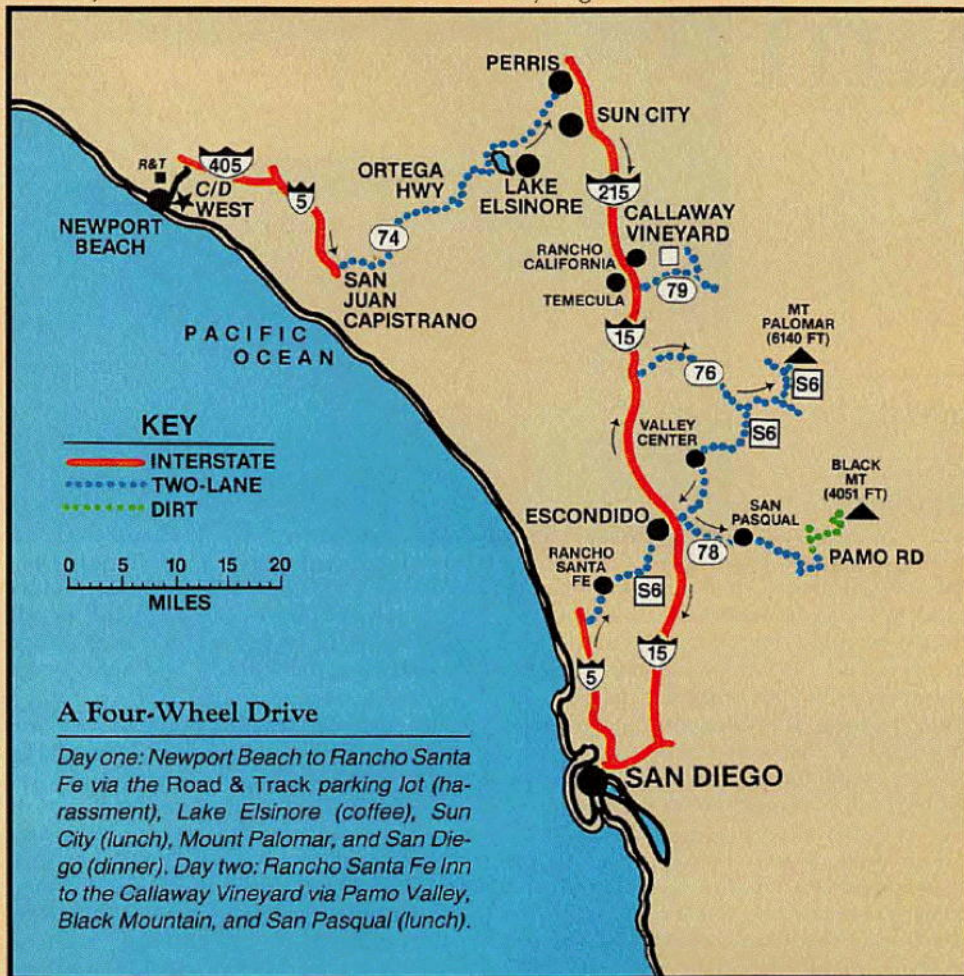 PERRIS
SUN CITY
405
R&T
C/D
WEST
5
ORTEGA
HWY
LAKE
ELSINORE
215
NEWPORT
BEACH
74
CALLAWAY
VINEYARD
RANCHO
CALIFORNIA
TEMECULA
79
SAN
JUAN
CAPISTRANO
PACIFIC
OCEAN
15
MT
PALOMAR
(6140 FT)
76
S6
S6
KEY
INTERSTATE
TWO-LANE
DIRT
VALLEY
CENTER
BLACK
MT
(4051 FT)
ESCONDIDO
SAN
PASQUAL
78
PAMO RD
RANCHO
SANTA
FE
S6
0 5 10 15 20
MILES
5
15
SAN DIEGO
A Four-Wheel Drive
Day one: Newport Beach to Rancho Santa
Fe via the Road & Track parking lot (ha-
rassment), Lake Elsinore (coffee), Sun
City (lunch), Mount Palomar, and San Die-
go (dinner). Day two: Rancho Santa Fe Inn
to the Callaway Vineyard via Pamo Valley,
Black Mountain, and San Pasqual (lunch).